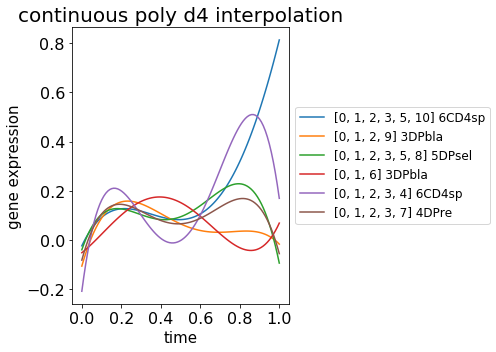 continuous poly d4 interpolation
gene expression
0.8
0.6
0.4
0.2
0.0
−0.2
0.0 0.2 0.4 0.6 0.8 1.0
time
[0, 1, 2, 3, 5, 10] 6CD4sp
[0, 1, 2, 9] 3DPbla
[0, 1, 2, 3, 5, 8] 5DPsel
[0, 1, 6] 3DPbla
[0, 1, 2, 3, 4] 6CD4sp
[0, 1, 2, 3, 7] 4DPre